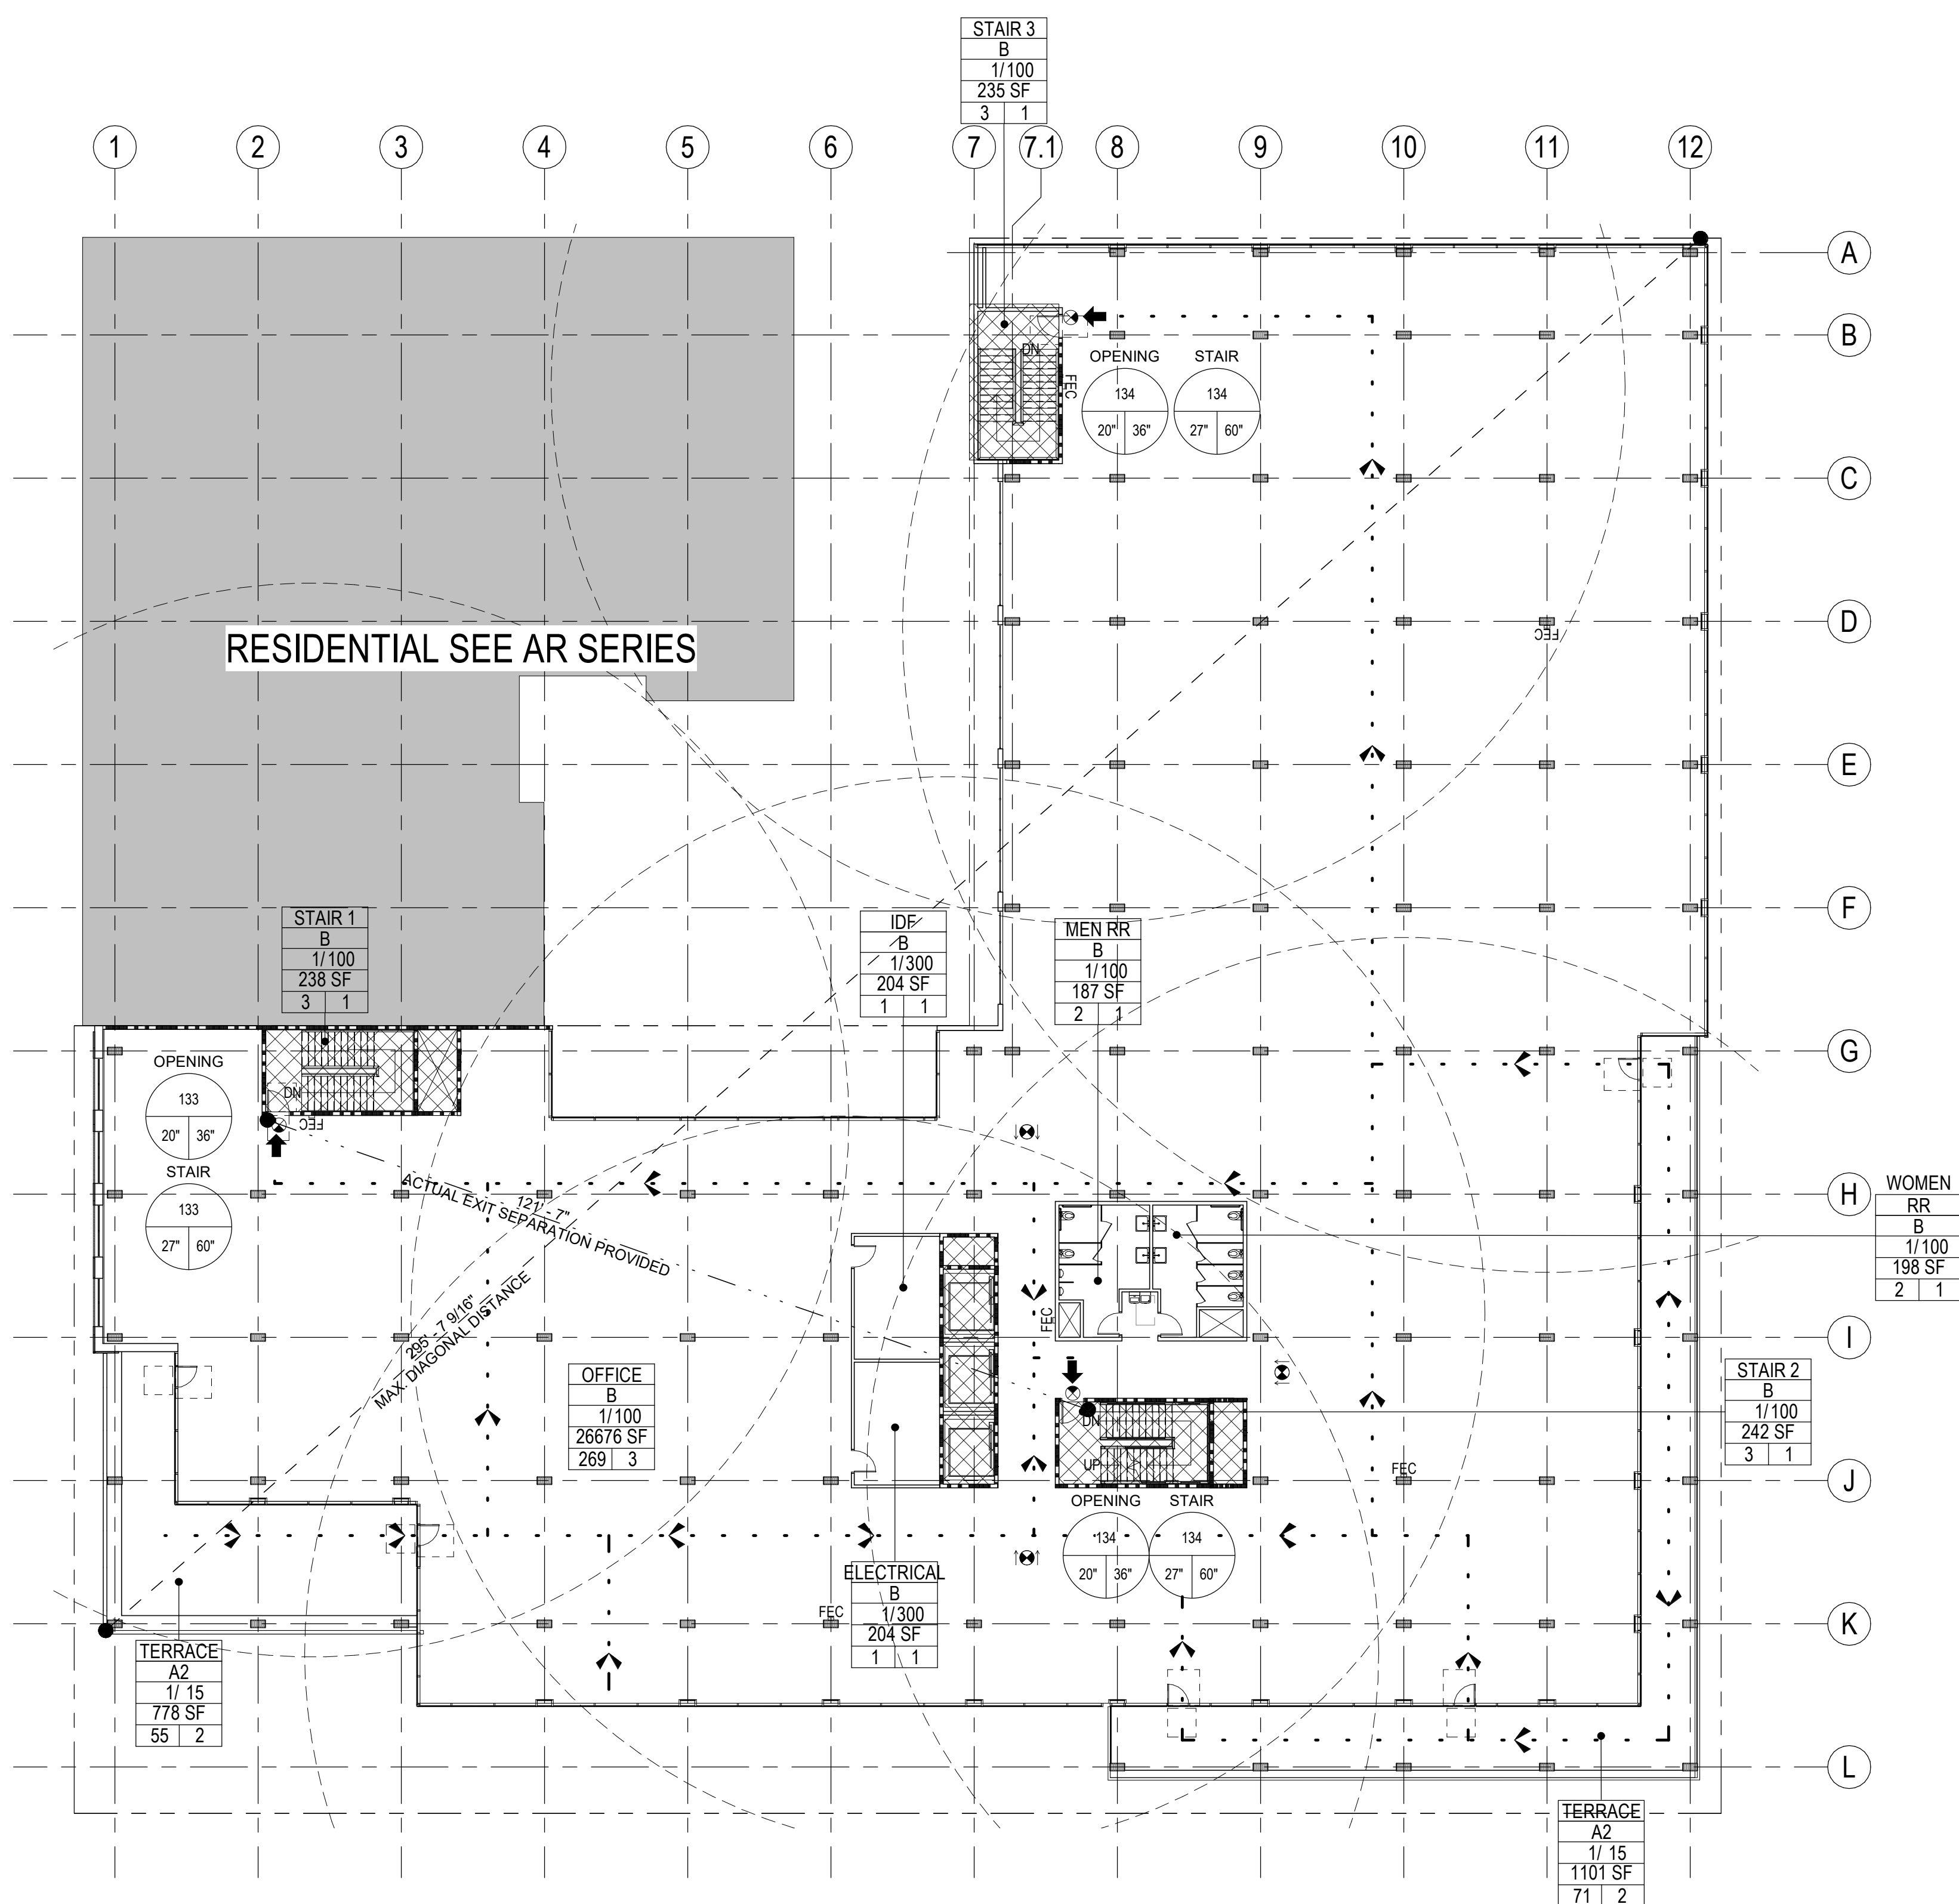 STAIR 3
B
1/100
235 SF
3 1
1 2 3 4 5 6 7 7.1 8 9 10 11 12
A
B
DN
FEC
OPENING STAIR
134 134
20" 36" 27" 60"
C
D
FEC
RESIDENTIAL SEE AR SERIES
E
F
STAIR 1
B
1/100
238 SF
3 1
IDF
B
1/300
204 SF
1 1
MEN RR
B
1/100
187 SF
2 1
G
OPENING
133
20" 36"
DN
FEC
STAIR
133
27" 60"
H
WOMEN
RR
B
1/100
198 SF
2 1
121' - 7"
ACTUAL EXIT SEPARATION PROVIDED
295' - 7 9/16"
MAX. DIAGONAL DISTANCE
FEC
I
OFFICE
B
1/100
26676 SF
269 3
STAIR 2
B
1/100
242 SF
3 1
DN
UP
FEC
J
OPENING STAIR
134 134
20" 36" 27" 60"
ELECTRICAL
B
1/300
204 SF
1 1
FEC
K
TERRACE
A2
1/ 15
778 SF
55 2
L
TERRACE
A2
1/ 15
1101 SF
71 2